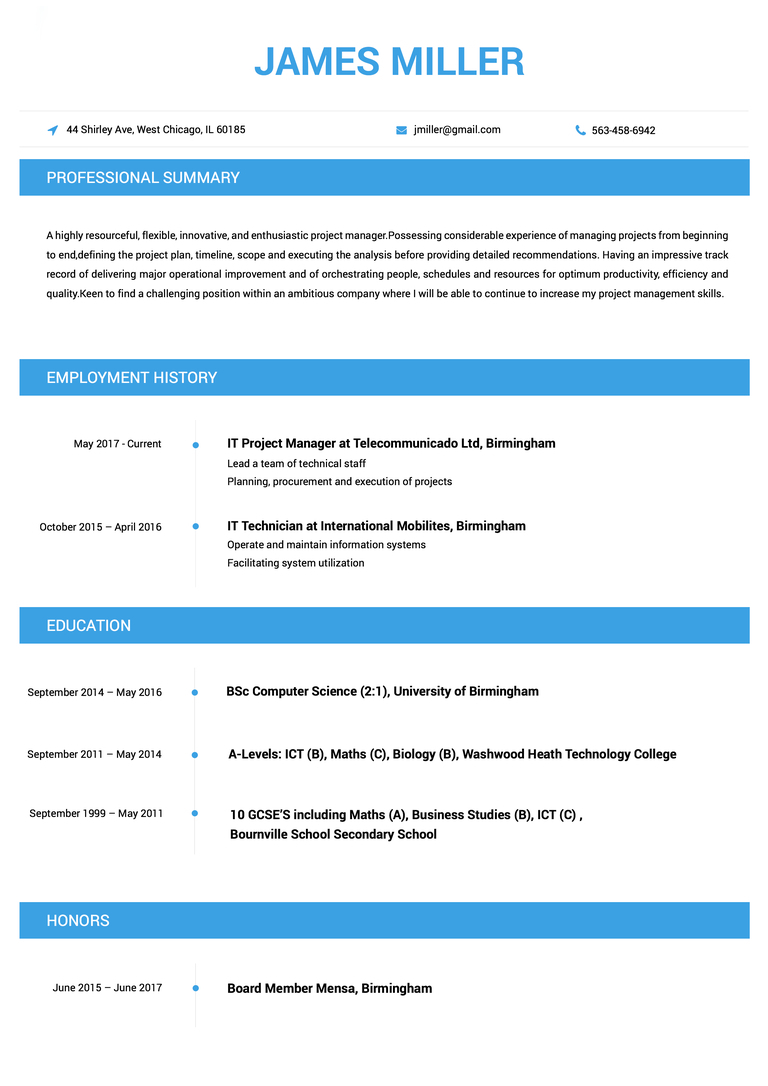 JAMES MILLER
44 Shirley Ave, West Chicago, IL 60185
jmiller@gmail.com
563-458-6942
PROFESSIONAL SUMMARY
A highly resourceful, flexible, innovative, and enthusiastic project manager.Possessing considerable experience of managing projects from beginning
to end,defining the project plan, timeline, scope and executing the analysis before providing detailed recommendations. Having an impressive track
record of delivering major operational improvement and of orchestrating people, schedules and resources for optimum productivity, efficiency and
quality.Keen to find a challenging position within an ambitious company where I will be able to continue to increase my project management skills.
EMPLOYMENT HISTORY
May 2017 - Current
IT Project Manager at Telecommunicado Ltd, Birmingham
Lead a team of technical staff
Planning, procurement and execution of projects
October 2015 – April 2016
IT Technician at International Mobilites, Birmingham
Operate and maintain information systems
Facilitating system utilization
EDUCATION
September 2014 – May 2016
BSc Computer Science (2:1), University of Birmingham
September 2011 – May 2014
A-Levels: ICT (B), Maths (C), Biology (B), Washwood Heath Technology College
September 1999 – May 2011
10 GCSE'S including Maths (A), Business Studies (B), ICT (C) ,
Bournville School Secondary School
HONORS
June 2015 – June 2017
Board Member Mensa, Birmingham